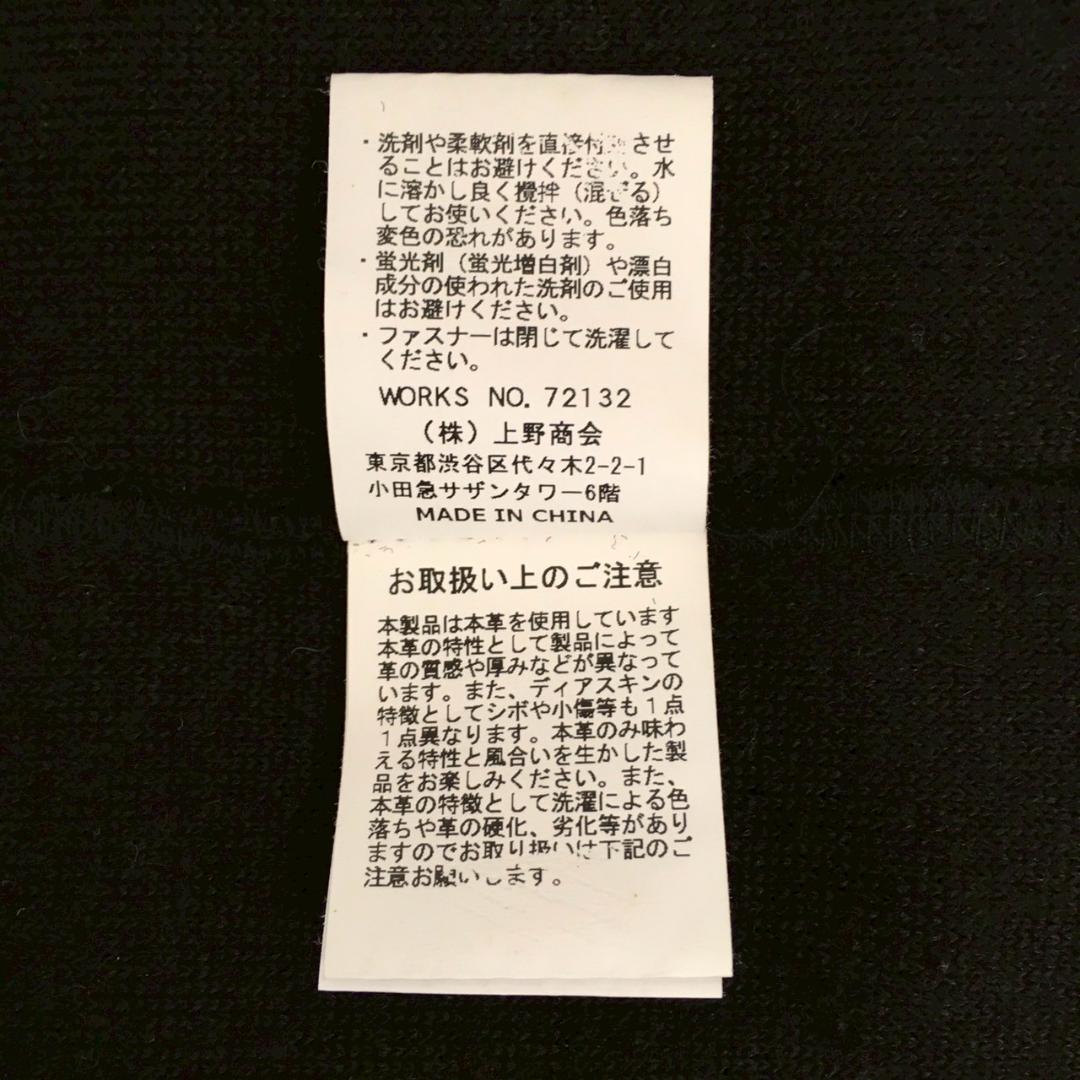 ・洗剤や柔軟剤を直接付着させ
ることはお避けください。水
に溶かし良く攪拌（混ぜる）
してお使いください。色落ち
変色の恐れがあります。
・蛍光剤（蛍光増白剤）や漂白
成分の使われた洗剤のご使用
はお避けください。
・ファスナーは閉じて洗濯して
ください。
WORKS NO. 72132
（株）上野商会
東京都渋谷区代々木2-2-1
小田急サザンタワー6階
MADE IN CHINA
お取扱い上のご注意
本製品は本革を使用しています
本革の特性として製品によって
革の質感や厚みなどが異なって
います。また、ディアスキンの
特徴としてシボや小傷等も１点
１点異なります。本革のみ味わ
える特性と風合いを生かした製
品をお楽しみください。また、
本革の特徴として洗濯による色
落ちや革の硬化、劣化等があり
ますのでお取り扱いは下記のご
注意お願いします。